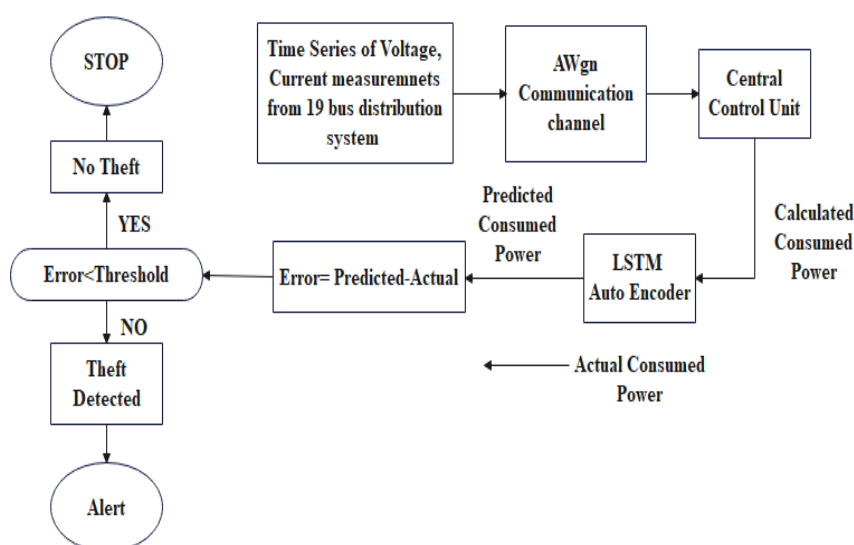 Time Series of Voltage,
Current measuremnets
from 19 bus distribution
system
AWgn
Communication
channel
Central
Control Unit
Calculated
Consumed
Power
LSTM
Auto Encoder
Predicted
Consumed
Power
Actual Consumed
Power
Error= Predicted-Actual
Error<Threshold
YES
No Theft
STOP
NO
Theft
Detected
Alert